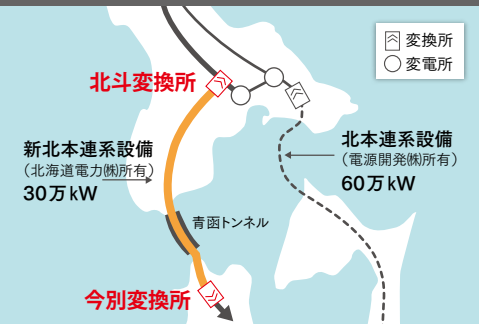 変換所
変電所
北斗変換所
新北本連系設備
(北海道電力㈱所有)
30万kW
北本連系設備
(電源開発㈱所有)
60万kW
青函トンネル
今別変換所